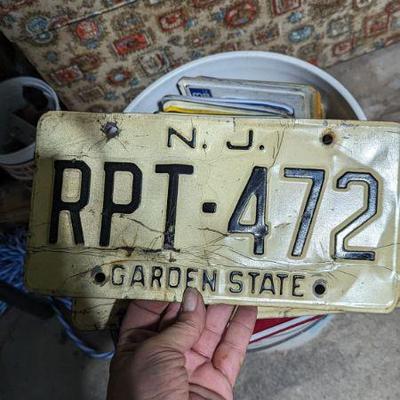 N. J.
RPT-472
GARDEN STATE